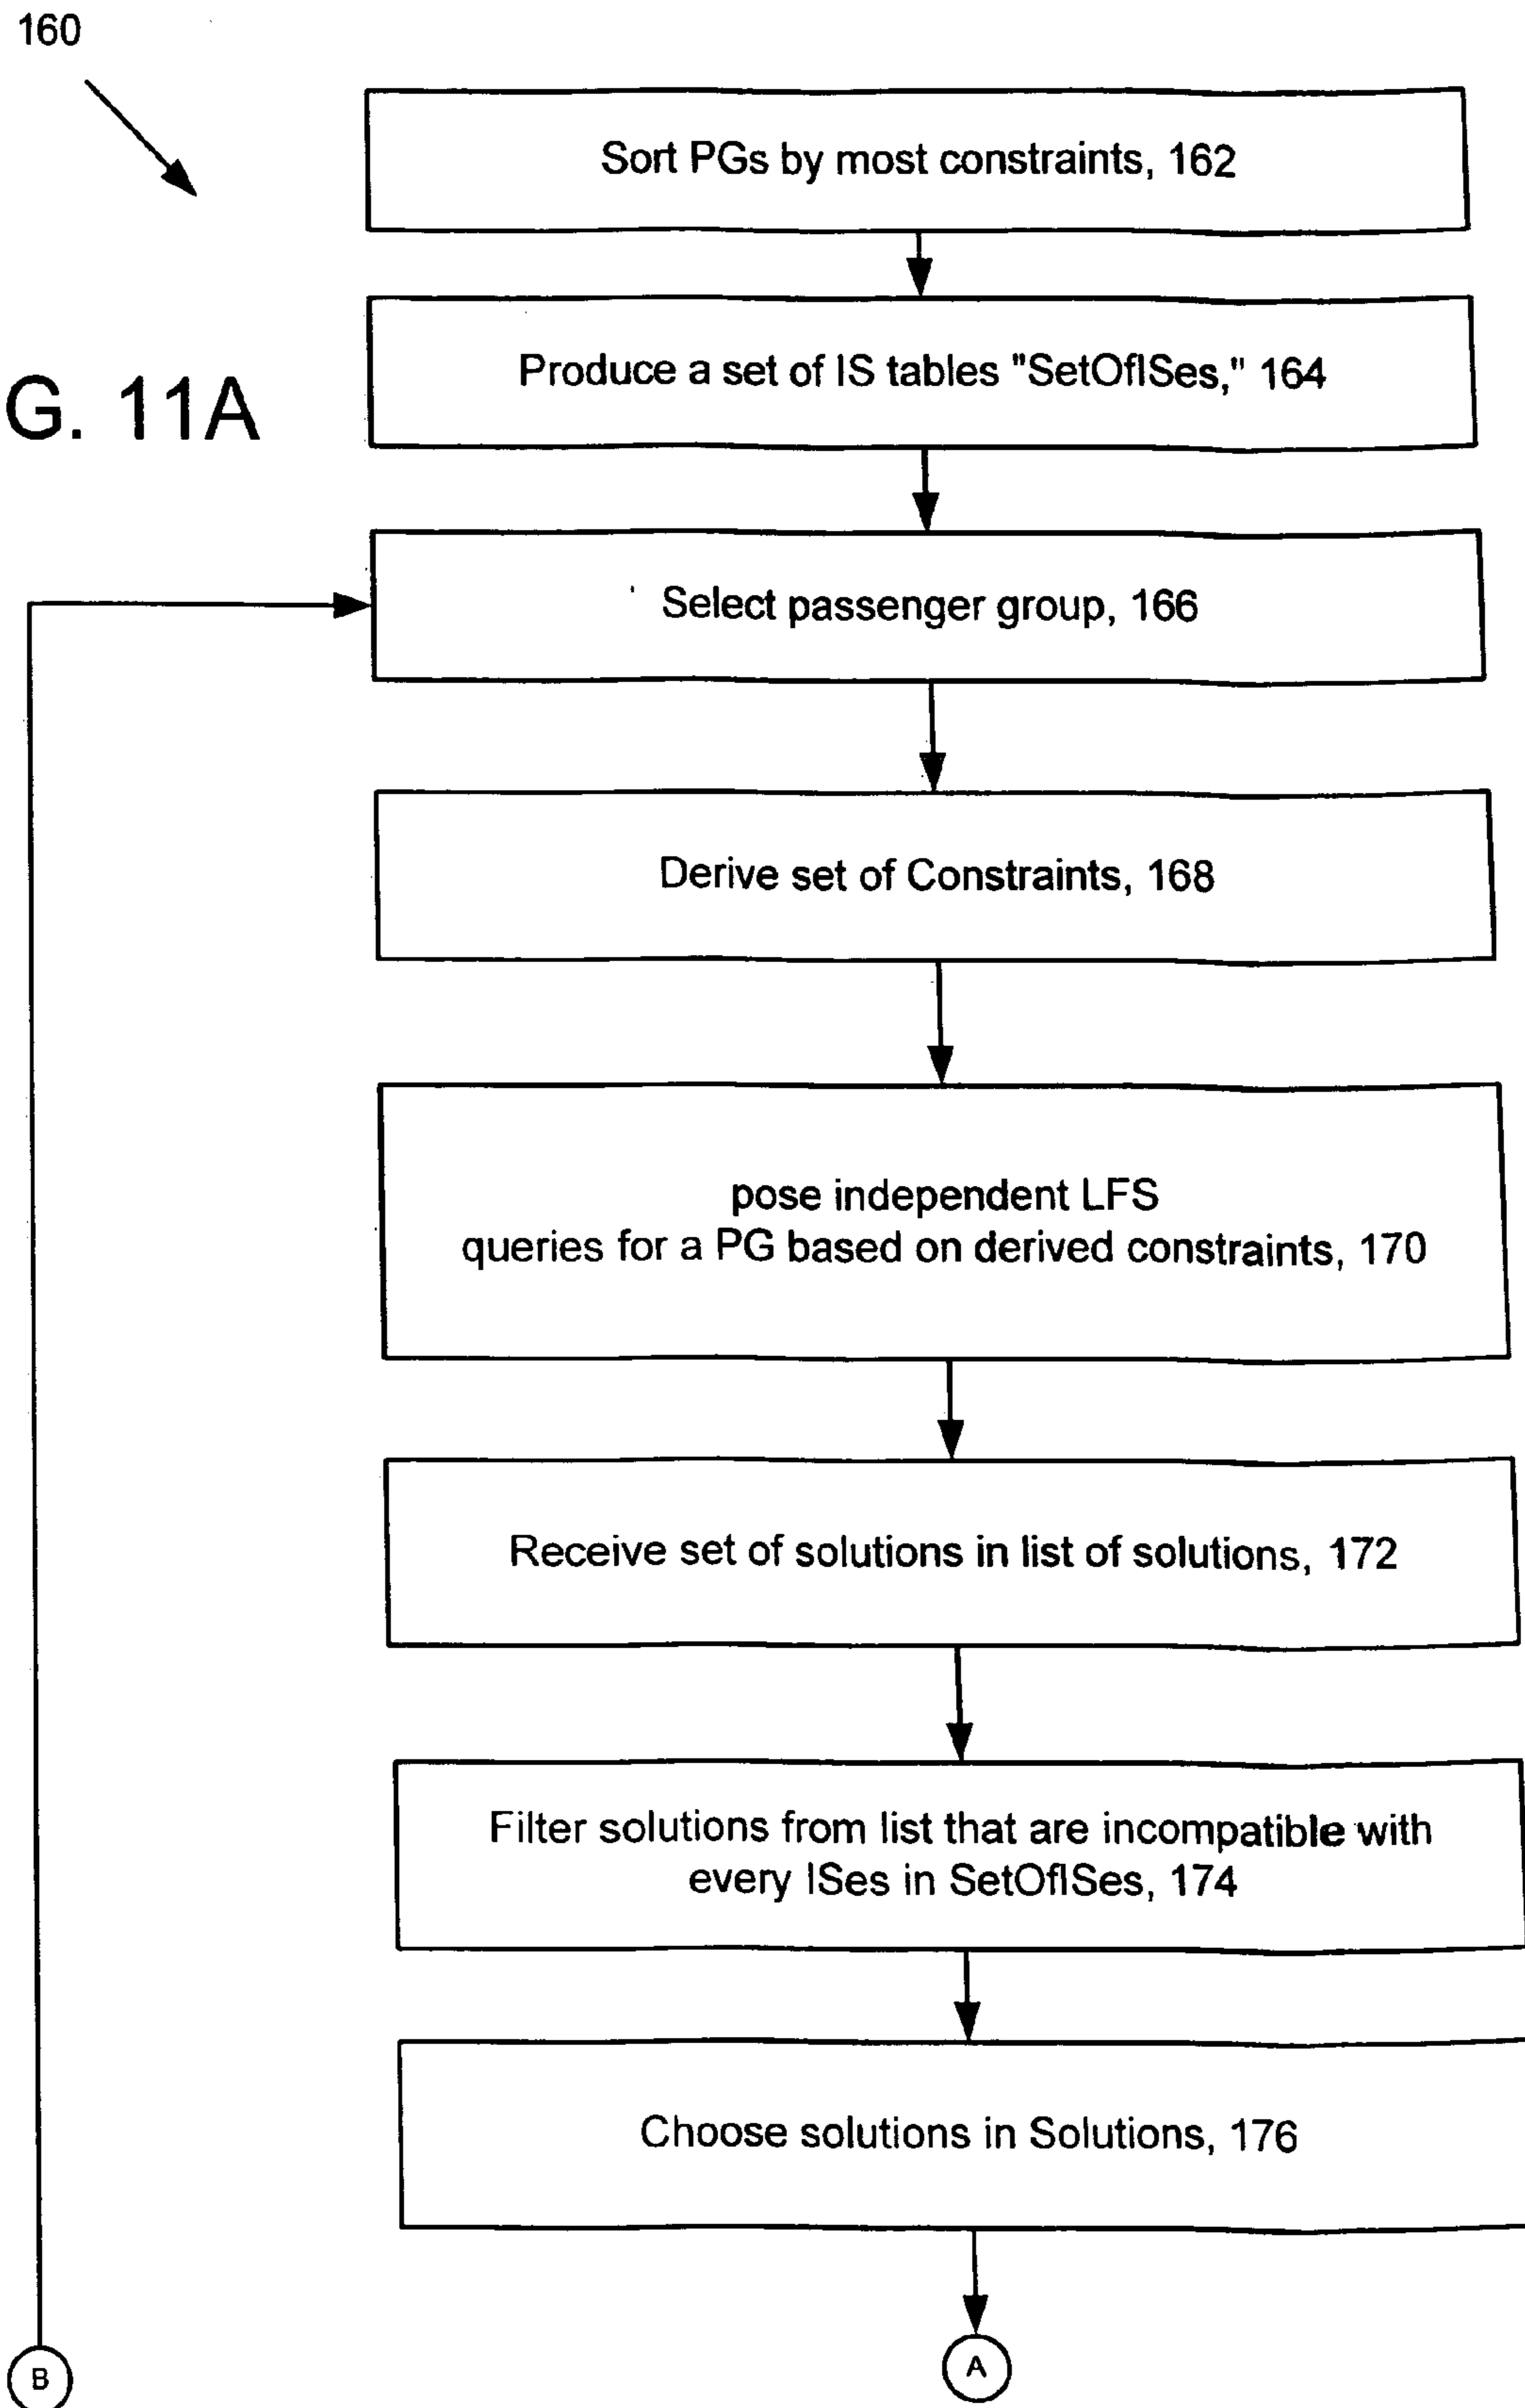 160
Sort PGs by most constraints, 162
Produce a set of IS tables "SetOfISes," 164
G. 11A
Select passenger group, 166
Derive set of Constraints, 168
pose independent LFS
queries for a PG based on derived constraints, 170
Receive set of solutions in list of solutions, 172
Filter solutions from list that are incompatible with
every ISes in SetOfISes, 174
Choose solutions in Solutions, 176
B
A